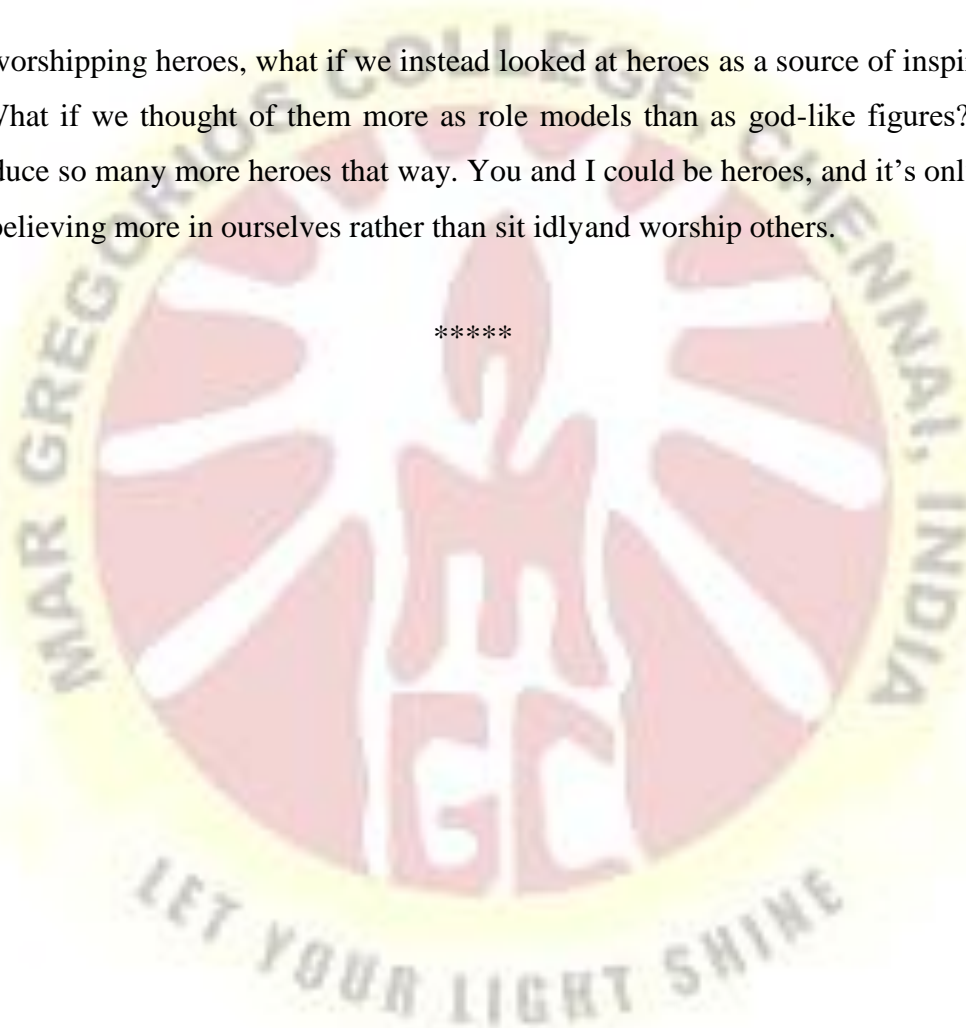 worshipping heroes, what if we instead looked at heroes as a source of
What if we thought of them more as role models than as god-like figures?
so many more heroes that way. You and I could be heroes, and it's
believing more in ourselves rather than sit idlyand worship others.
*****
MAR GREGORIOS COLLEGE, CHENNAI, INDIA
MGC
LET YOUR LIGHT SHINE